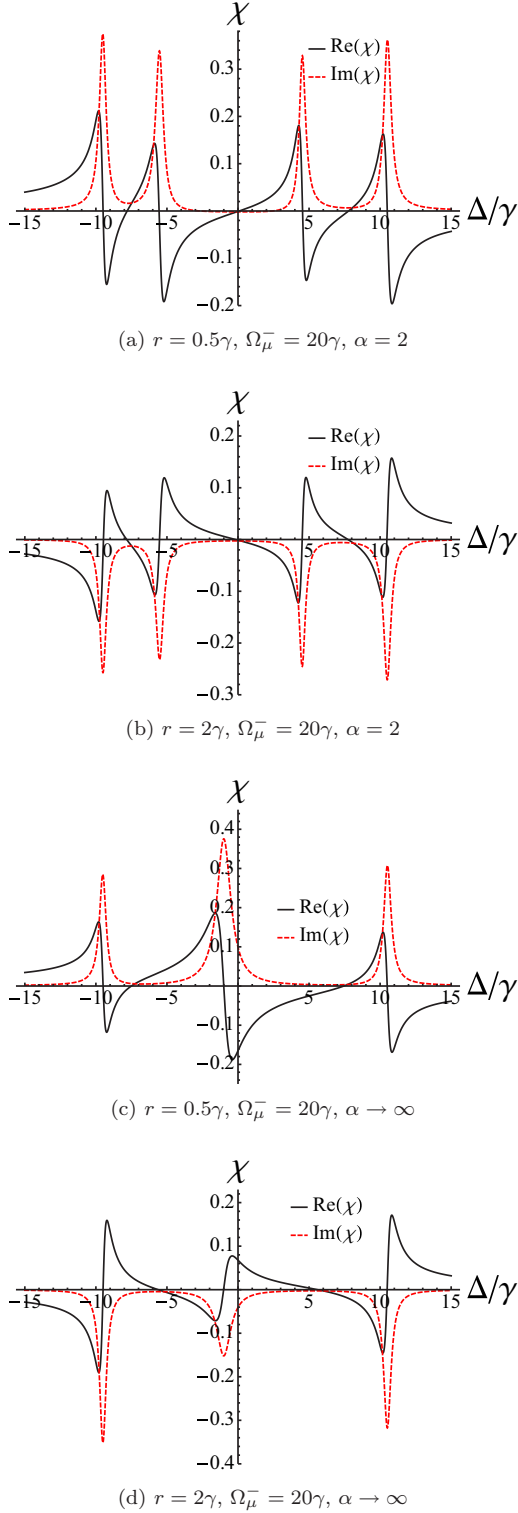 χ
0.3
0.2
0.1
−0.1
−0.2
−15
−10
−5
5
10
15
Δ/γ
Re(χ)
Im(χ)
(a) r = 0.5γ, Ω−μ = 20γ, α = 2
χ
0.2
0.1
−0.1
−0.2
−0.3
−15
−10
−5
5
10
15
Δ/γ
Re(χ)
Im(χ)
(b) r = 2γ, Ω−μ = 20γ, α = 2
χ
0.4
0.3
0.2
0.1
−0.1
−0.2
−15
−10
−5
5
10
15
Δ/γ
Re(χ)
Im(χ)
(c) r = 0.5γ, Ω−μ = 20γ, α → ∞
χ
0.2
0.1
−0.1
−0.2
−0.3
−0.4
−15
−10
−5
5
10
15
Δ/γ
Re(χ)
Im(χ)
(d) r = 2γ, Ω−μ = 20γ, α → ∞